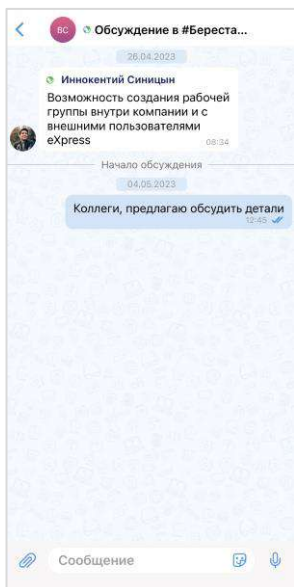 ВС
Обсуждение в #Береста...
26.04.2023
Иннокентий Синицын
Возможность создания рабочей
группы внутри компании и с
внешними пользователями
eXpress
08:34
Начало обсуждения
04.05.2023
Коллеги, предлагаю обсудить детали
12:45
Сообщение